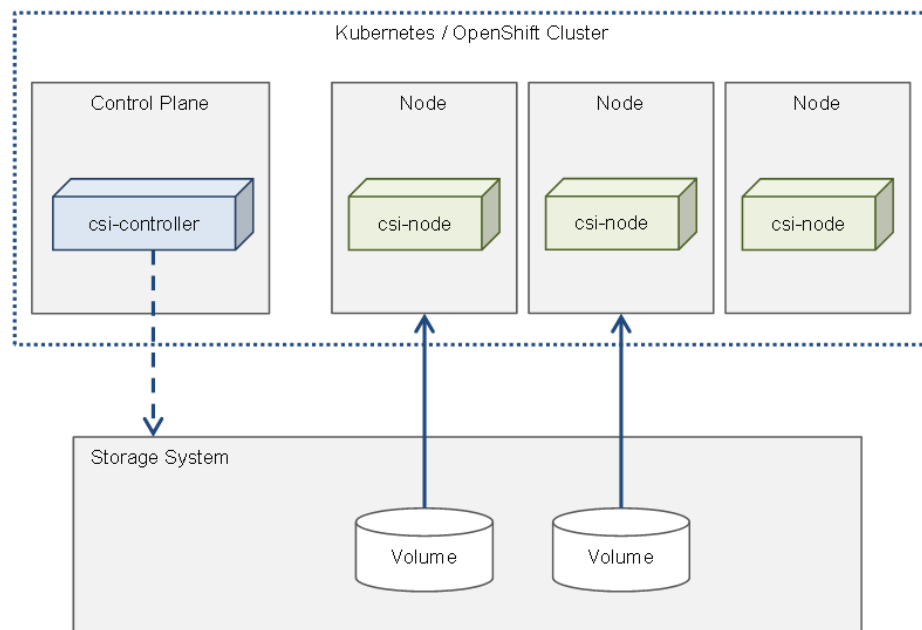 Kubernetes / OpenShift Cluster
Control Plane
Node
Node
Node
csi-controller
csi-node
csi-node
csi-node
Storage System
Volume
Volume